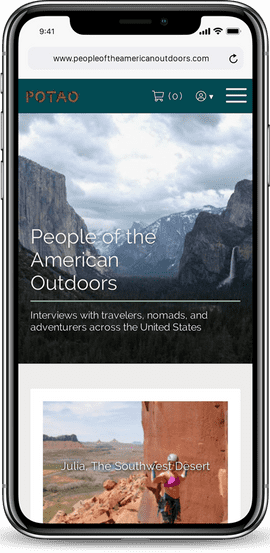 9:41
www.peopleoftheamericanoutdoors.com
POTAO
(0)
People of the
American
Outdoors
Interviews with travelers, nomads, and
adventurers across the United States
Julia, The Southwest Desert